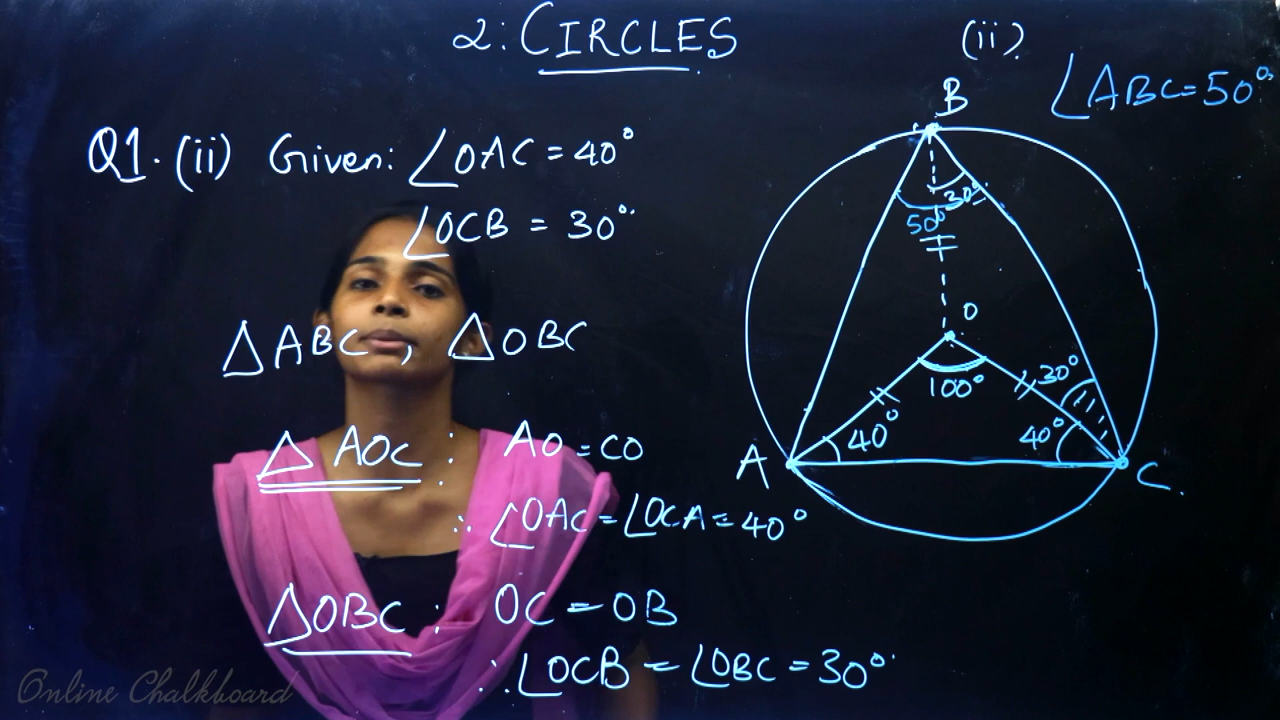 2: CIRCLES
(ii)
∠ABC = 50°
Q1. (ii) Given: ∠OAC = 40°
∠OCB = 30°
△ABC, △OBC
△AOC : AO = CO
∴ ∠OAC = ∠OCA = 40°
△OBC : OC = OB
∴ ∠OCB = ∠OBC = 30°
B
30°
50°
O
100°
30°
40°
40°
A
C
Online Chalkboard